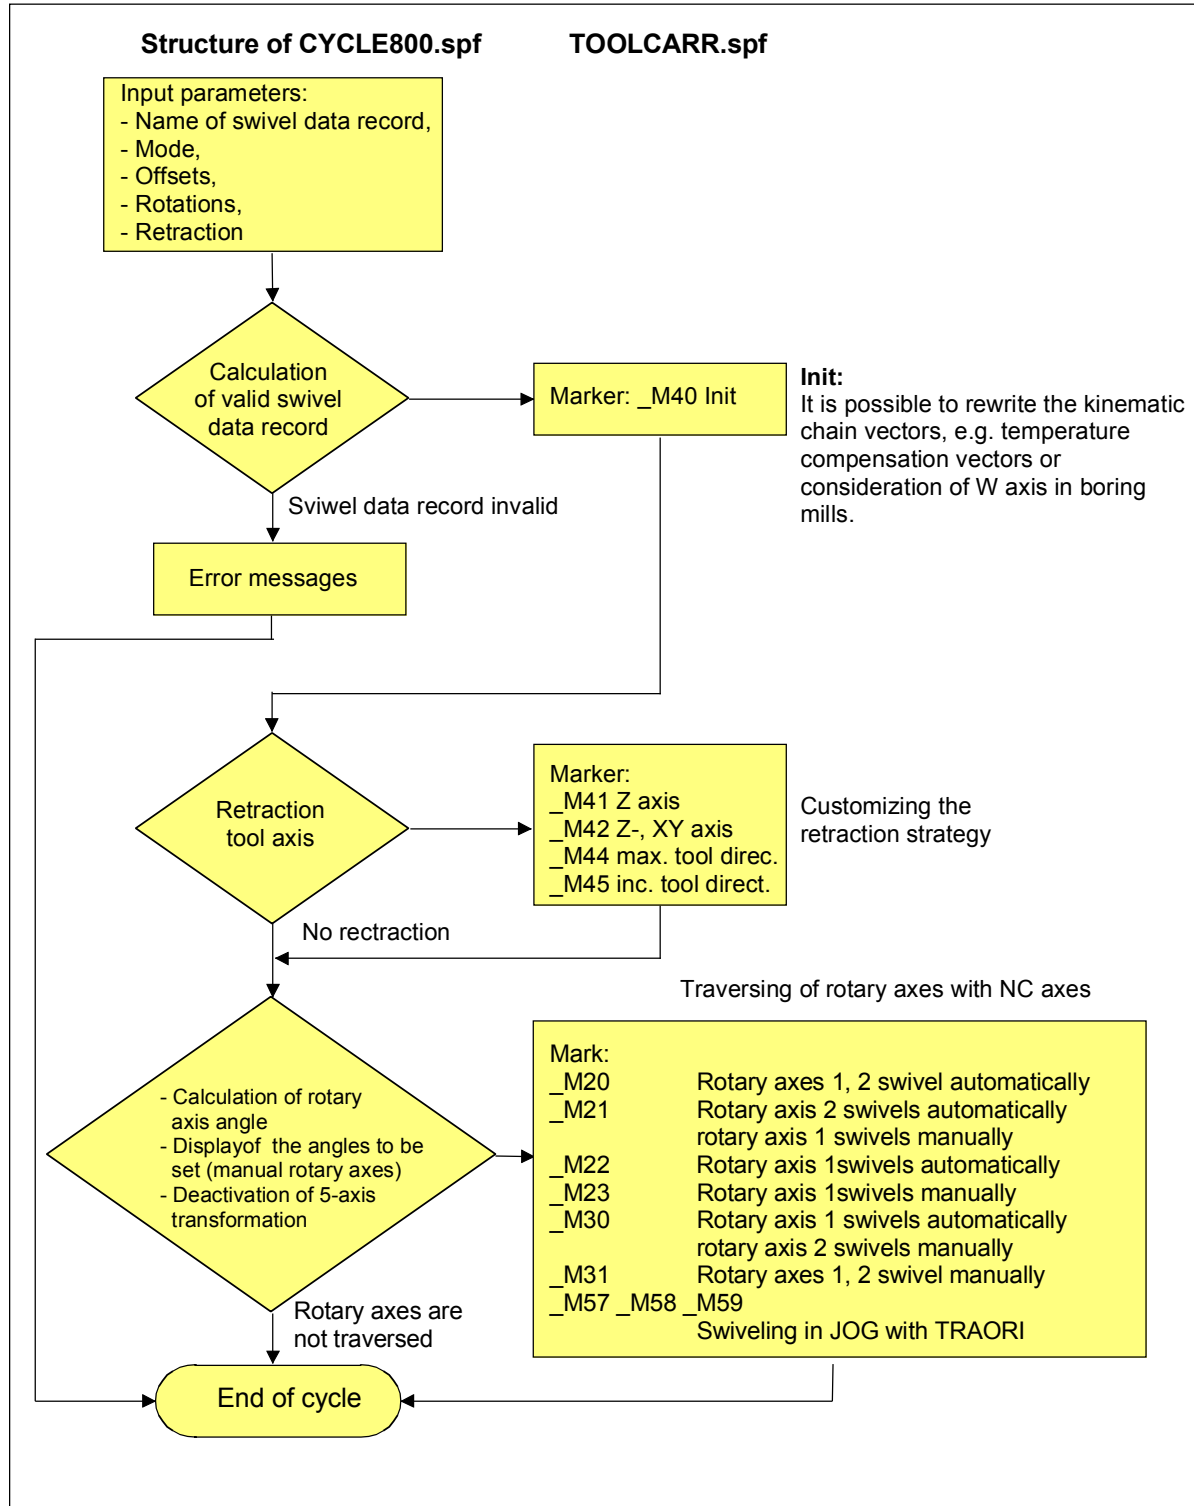 Structure of CYCLE800.spf TOOLCARR.spf
Input parameters:
- Name of swivel data record,
- Mode,
- Offsets,
- Rotations,
- Retraction
Calculation
of valid swivel
data record
Marker: _M40 Init
Init:
It is possible to rewrite the kinematic
chain vectors, e.g. temperature
compensation vectors or
consideration of W axis in boring
mills.
Sviwel data record invalid
Error messages
Retraction
tool axis
Marker:
_M41 Z axis
_M42 Z-, XY axis
_M44 max. tool direc.
_M45 inc. tool direct.
Customizing the
retraction strategy
No rectraction
Traversing of rotary axes with NC axes
- Calculation of rotary
axis angle
- Displayof the angles to be
set (manual rotary axes)
- Deactivation of 5-axis
transformation
Mark:
_M20 Rotary axes 1, 2 swivel automatically
_M21 Rotary axis 2 swivels automatically
rotary axis 1 swivels manually
_M22 Rotary axis 1swivels automatically
_M23 Rotary axis 1swivels manually
_M30 Rotary axis 1 swivels automatically
rotary axis 2 swivels manually
_M31 Rotary axes 1, 2 swivel manually
_M57 _M58 _M59
Swiveling in JOG with TRAORI
Rotary axes are
not traversed
End of cycle